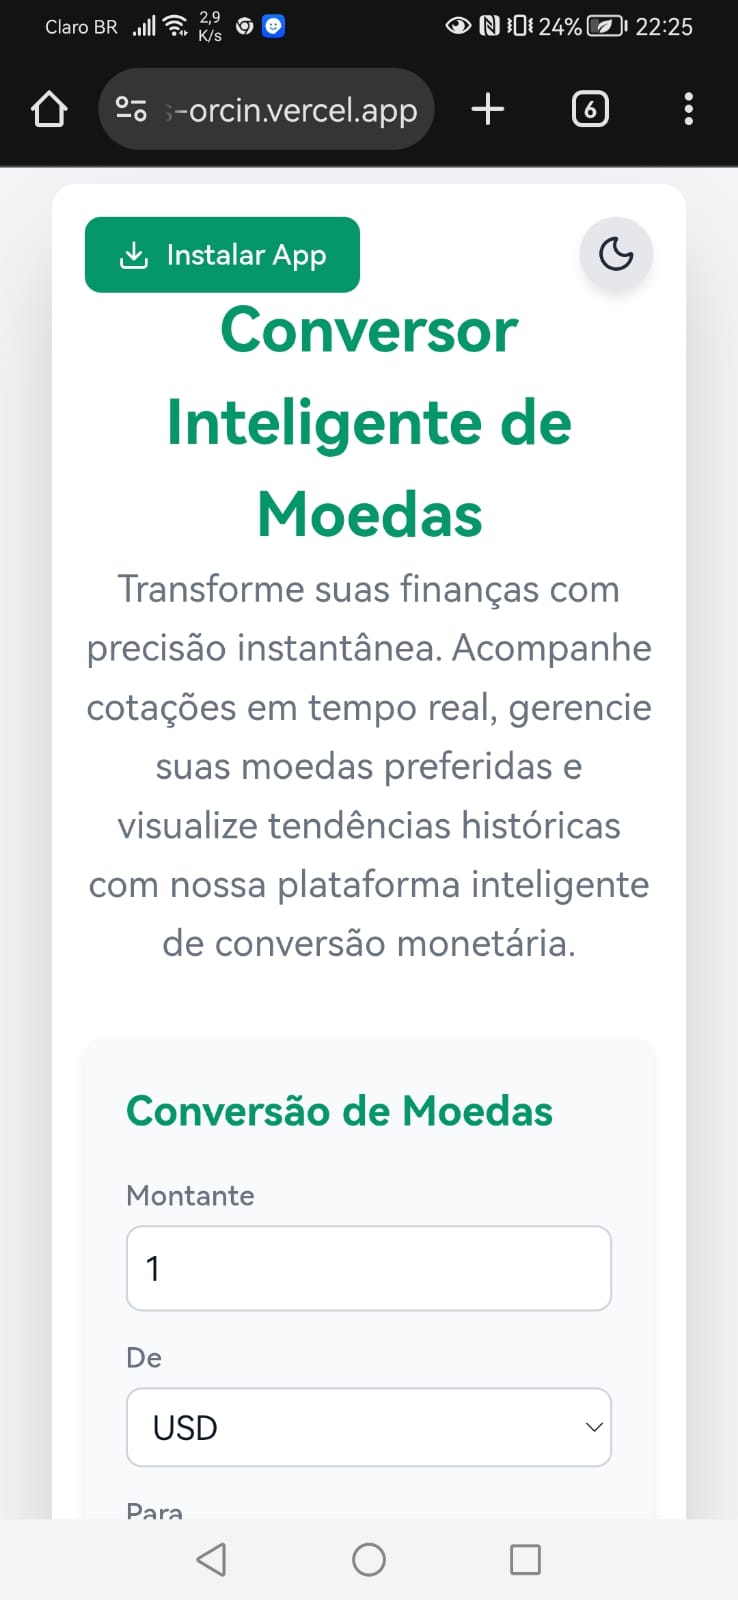 Claro BR 2,9 K/s 24% 22:25
-orcin.vercel.app 6
Instalar App
Conversor
Inteligente de
Moedas
Transforme suas finanças com
precisão instantânea. Acompanhe
cotações em tempo real, gerencie
suas moedas preferidas e
visualize tendências históricas
com nossa plataforma inteligente
de conversão monetária.
Conversão de Moedas
Montante
1
De
USD
Para